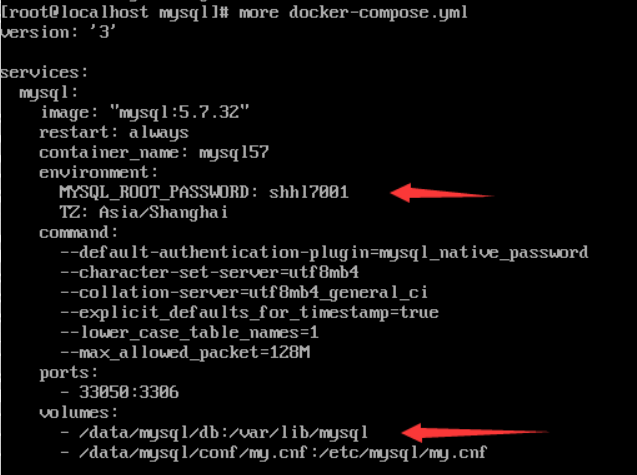 [root@localhost mysql]# more docker-compose.yml
version: '3'
services:
mysql:
image: "mysql:5.7.32"
restart: always
container_name: mysql57
environment:
MYSQL_ROOT_PASSWORD: shhl7001
TZ: Asia/Shanghai
command:
--default-authentication-plugin=mysql_native_password
--character-set-server=utf8mb4
--collation-server=utf8mb4_general_ci
--explicit_defaults_for_timestamp=true
--lower_case_table_names=1
--max_allowed_packet=128M
ports:
- 33050:3306
volumes:
- /data/mysql/db:/var/lib/mysql
- /data/mysql/conf/my.cnf:/etc/mysql/my.cnf